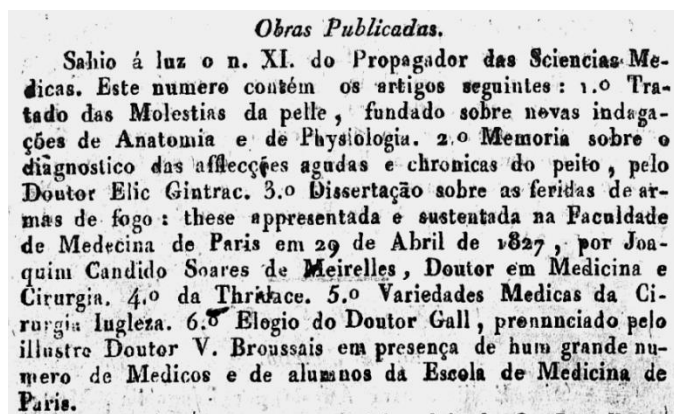 Obras Publicadas.
Sahio á luz o n. XI. do Propagador das Sciencias Me-
dicas. Este numero contém os artigos seguintes: 1.º Tra-
tado das Molestias da pelle, fundado sobre novas indaga-
ções de Anatomia e de Physiologia. 2.º Memoria sobre o
diagnostico das afflecções agudas e chronicas do peito, pelo
Doutor Elic Gintrac. 3.º Dissertação sobre as feridas de ar-
mas de fogo: these appresentada e sustentada na Faculdade
de Medecina de Paris em 29 de Abril de 1827, por Joa-
quim Candido Soares de Meirelles, Doutor em Medicina e
Cirurgia. 4.º da Thridace. 5.º Variedades Medicas da Ci-
rurgia Ingleza. 6.º Elogio do Doutor Gall, prenunciado pelo
illustre Doutor V. Broussais em presença de hum grande nu-
mero de Medicos e de alumnos da Escola de Medicina de
Paris.